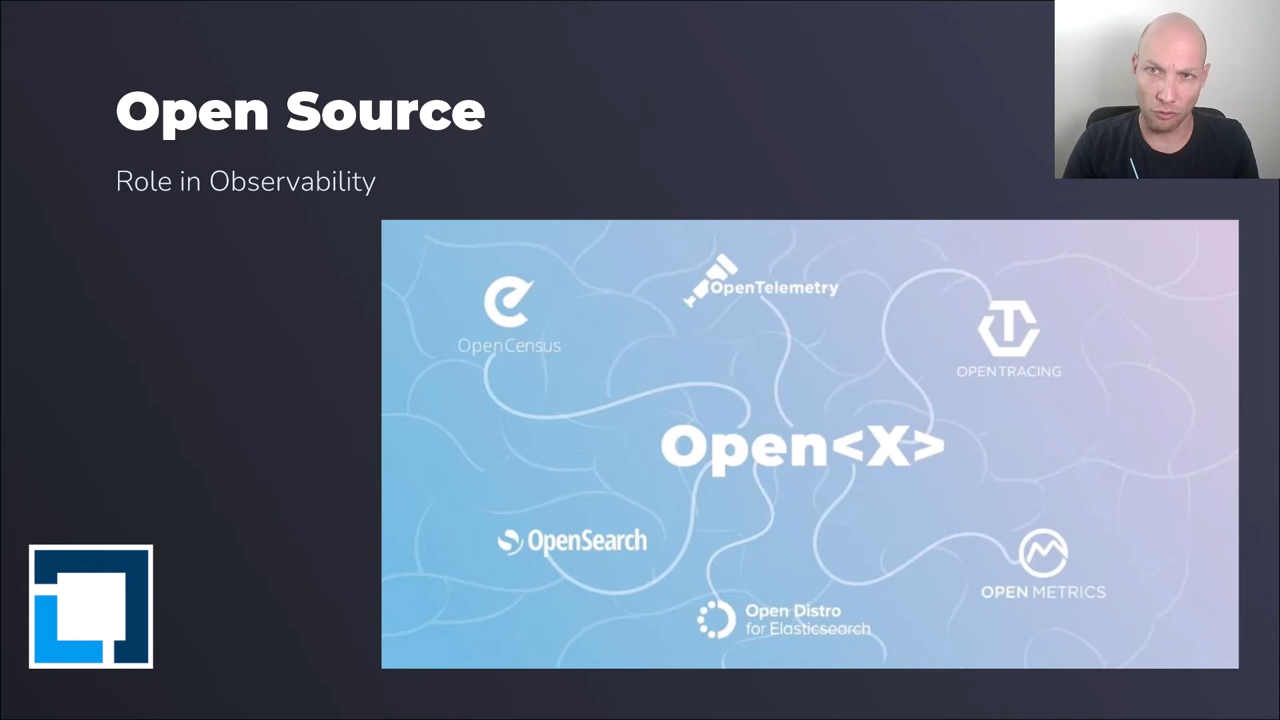 Open Source
Role in Observability
OpenTelemetry
OpenCensus
OPENTRACING
Open<X>
OpenSearch
OPEN METRICS
Open Distro
for Elasticsearch